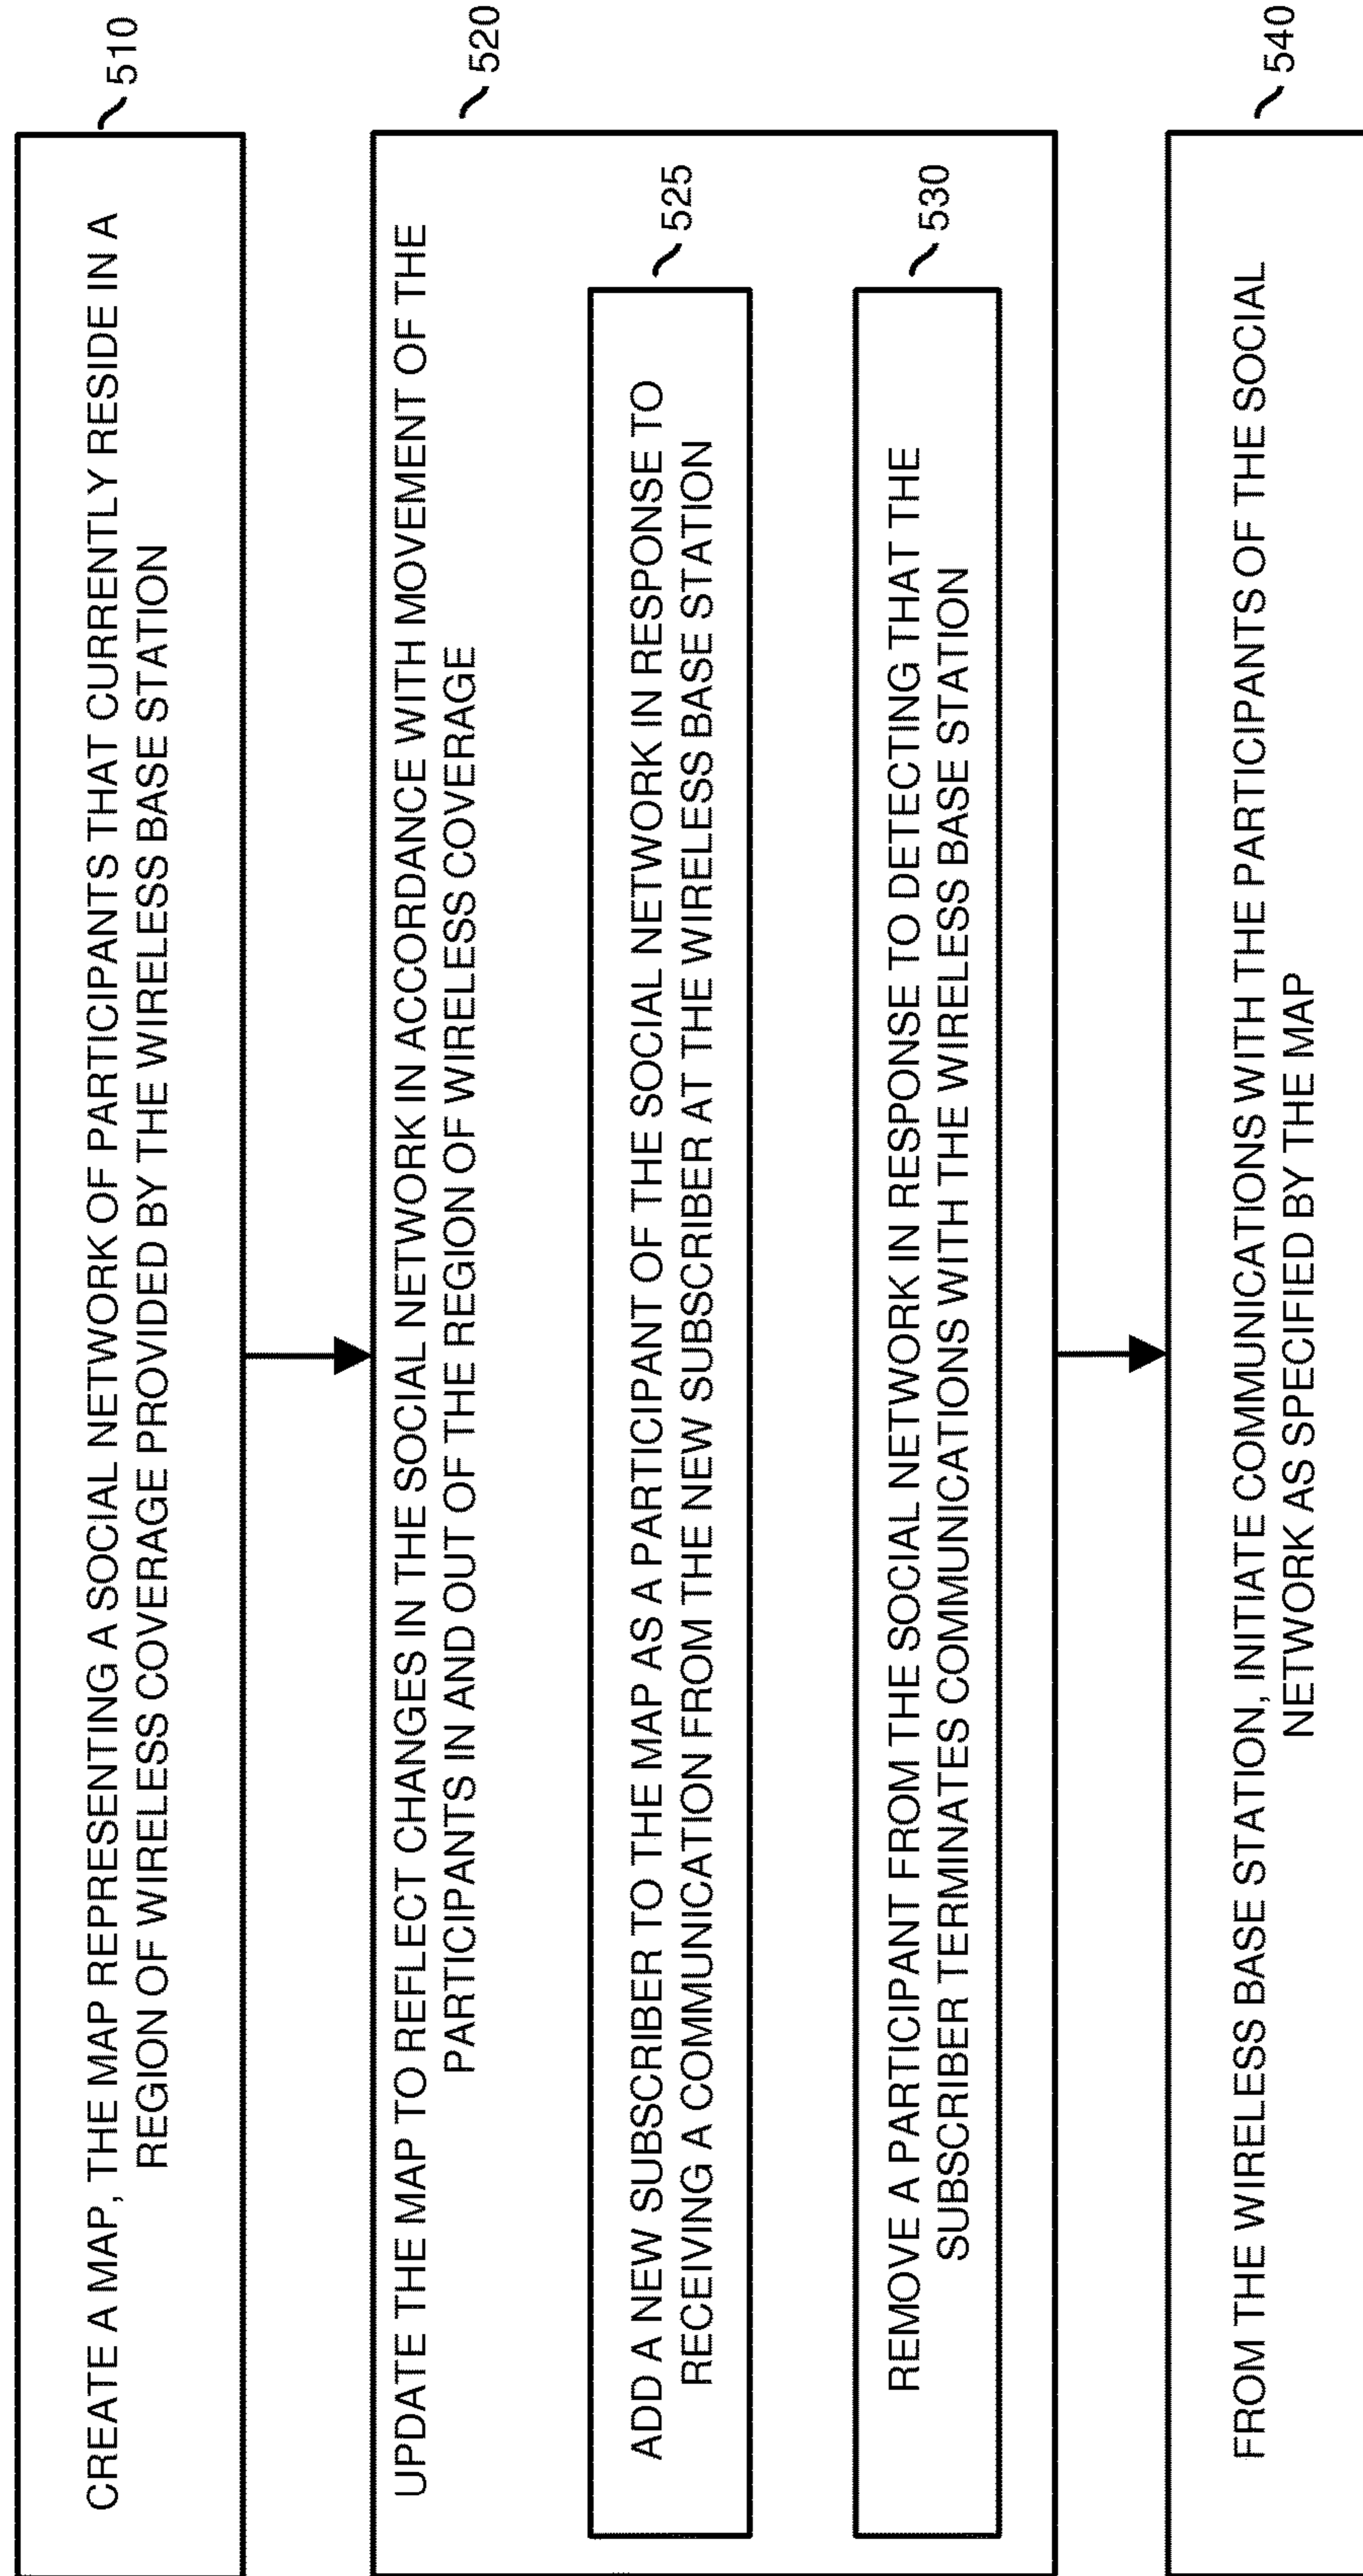 CREATE A MAP, THE MAP REPRESENTING A SOCIAL NETWORK OF PARTICIPANTS THAT CURRENTLY RESIDE IN A
REGION OF WIRELESS COVERAGE PROVIDED BY THE WIRELESS BASE STATION
510
UPDATE THE MAP TO REFLECT CHANGES IN THE SOCIAL NETWORK IN ACCORDANCE WITH MOVEMENT OF THE
PARTICIPANTS IN AND OUT OF THE REGION OF WIRELESS COVERAGE
520
ADD A NEW SUBSCRIBER TO THE MAP AS A PARTICIPANT OF THE SOCIAL NETWORK IN RESPONSE TO
RECEIVING A COMMUNICATION FROM THE NEW SUBSCRIBER AT THE WIRELESS BASE STATION
525
REMOVE A PARTICIPANT FROM THE SOCIAL NETWORK IN RESPONSE TO DETECTING THAT THE
SUBSCRIBER TERMINATES COMMUNICATIONS WITH THE WIRELESS BASE STATION
530
FROM THE WIRELESS BASE STATION, INITIATE COMMUNICATIONS WITH THE PARTICIPANTS OF THE SOCIAL
NETWORK AS SPECIFIED BY THE MAP
540